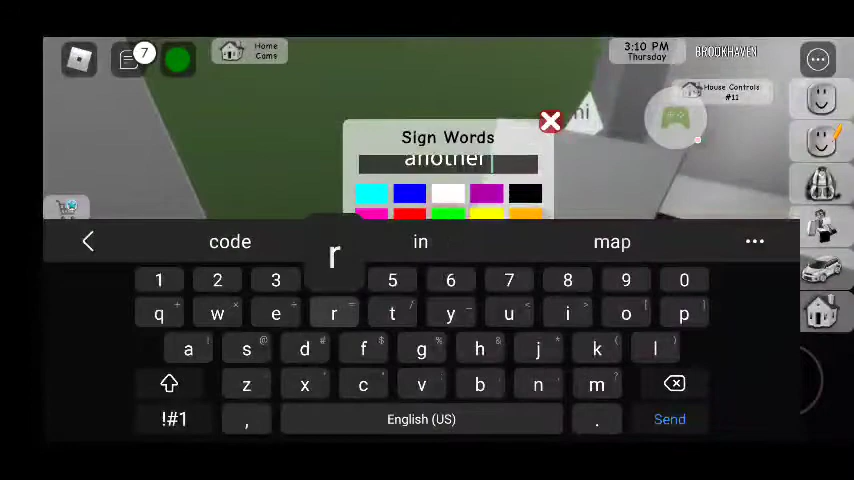 7
Home
Cams
3:10 PM
Thursday
BROOKHAVEN
House Controls
#11
ni
Sign Words
another
code in map
r
1 2 3 5 6 7 8 9 0
q w e r t y u i o p
a s d f g h j k l
z x c v b n m
!#1 , English (US) . Send